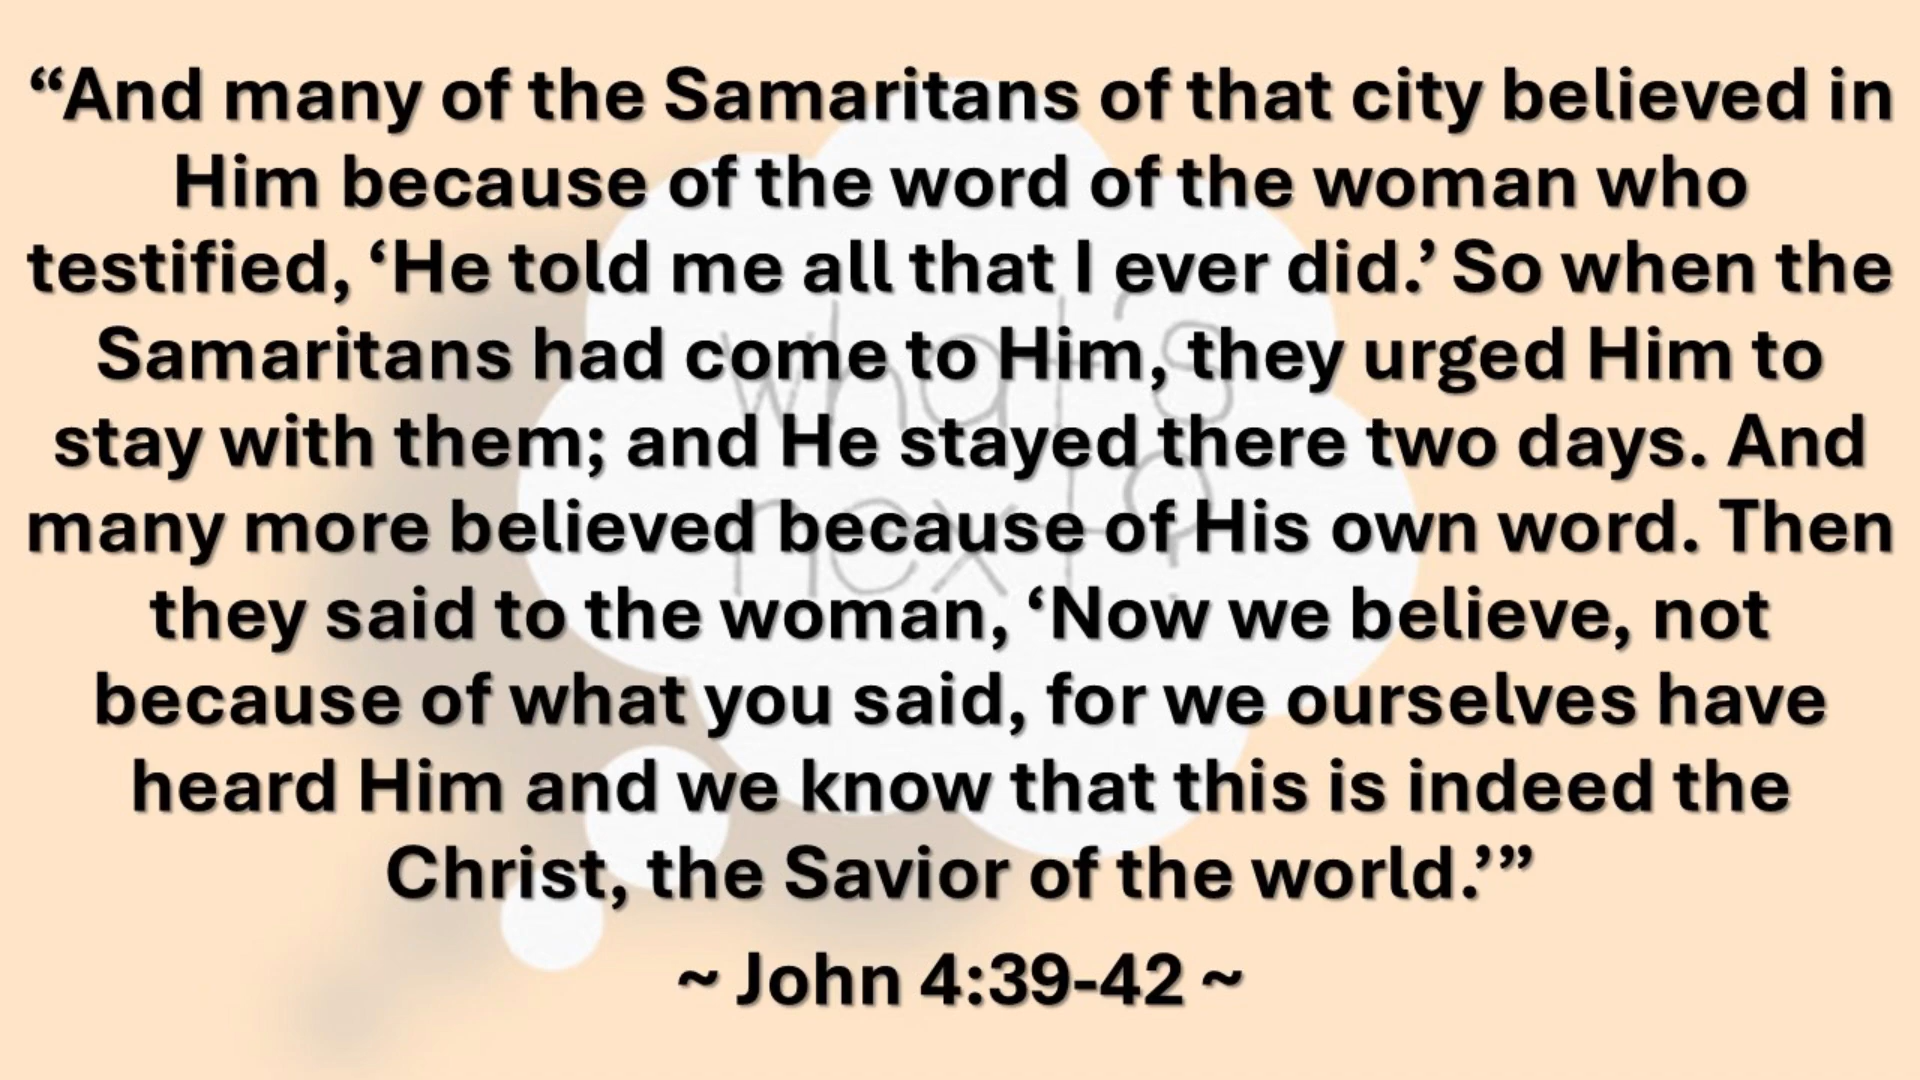 “And many of the Samaritans of that city believed in
Him because of the word of the woman who
testified, ‘He told me all that I ever did.’ So when the
Samaritans had come to Him, they urged Him to
stay with them; and He stayed there two days. And
many more believed because of His own word. Then
they said to the woman, ‘Now we believe, not
because of what you said, for we ourselves have
heard Him and we know that this is indeed the
Christ, the Savior of the world.’”
~ John 4:39-42 ~
what's
next?